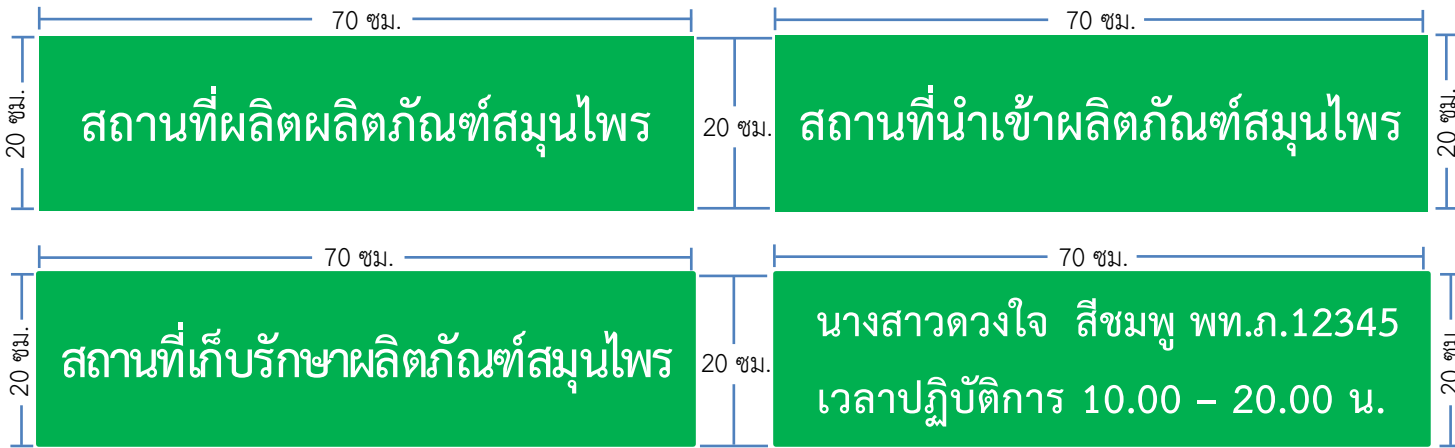 70 ซม.
70 ซม.
20 ซม.
สถานที่ผลิตผลิตภัณฑ์สมุนไพร
20 ซม.
สถานที่นำเข้าผลิตภัณฑ์สมุนไพร
20 ซม.
70 ซม.
70 ซม.
20 ซม.
สถานที่เก็บรักษาผลิตภัณฑ์สมุนไพร
20 ซม.
นางสาวดวงใจ สีชมพู พท.ภ.12345
เวลาปฏิบัติการ 10.00 – 20.00 น.
20 ซม.